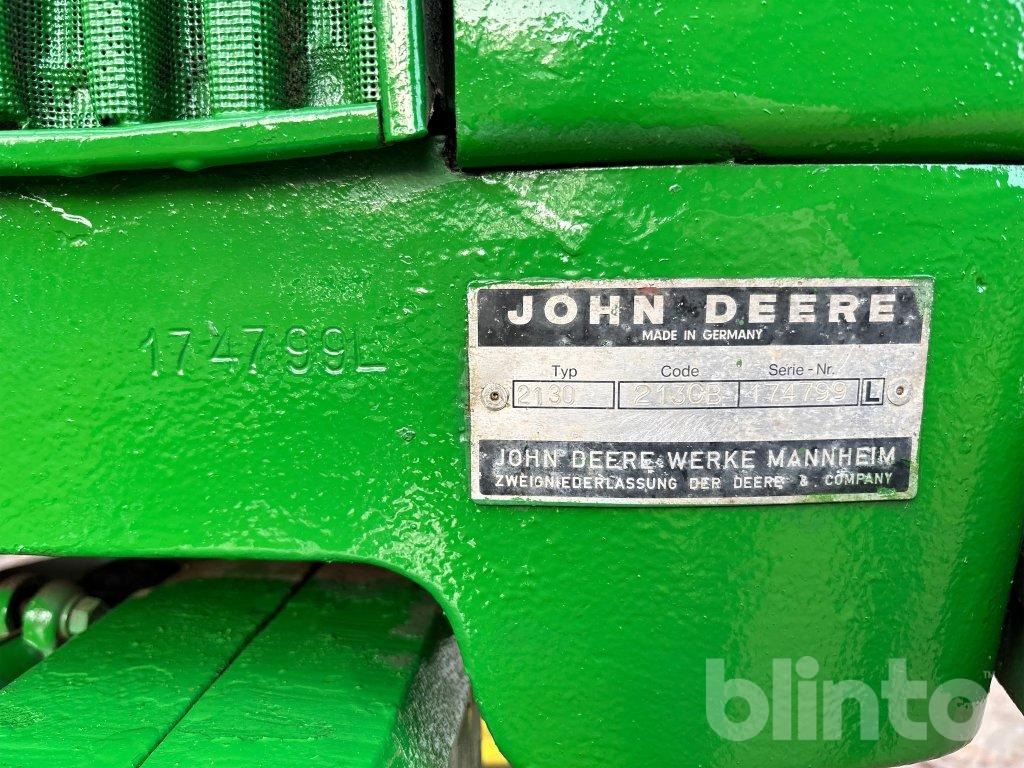 174799L
JOHN DEERE
MADE IN GERMANY
Typ Code Serie - Nr.
2130 213CB 174799 L
JOHN DEERE WERKE MANNHEIM
ZWEIGNIEDERLASSUNG DER DEERE & COMPANY
blinto™